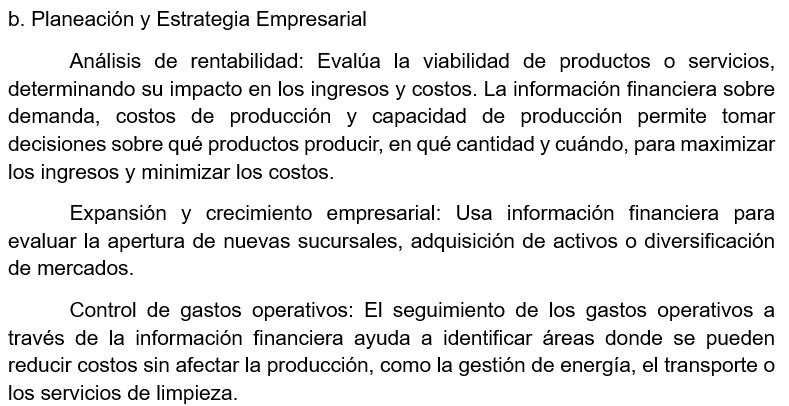 b. Planeación y Estrategia Empresarial
Análisis de rentabilidad: Evalúa la viabilidad de productos o servicios,
determinando su impacto en los ingresos y costos. La información financiera sobre
demanda, costos de producción y capacidad de producción permite tomar
decisiones sobre qué productos producir, en qué cantidad y cuándo, para maximizar
los ingresos y minimizar los costos.
Expansión y crecimiento empresarial: Usa información financiera para
evaluar la apertura de nuevas sucursales, adquisición de activos o diversificación
de mercados.
Control de gastos operativos: El seguimiento de los gastos operativos a
través de la información financiera ayuda a identificar áreas donde se pueden
reducir costos sin afectar la producción, como la gestión de energía, el transporte o
los servicios de limpieza.